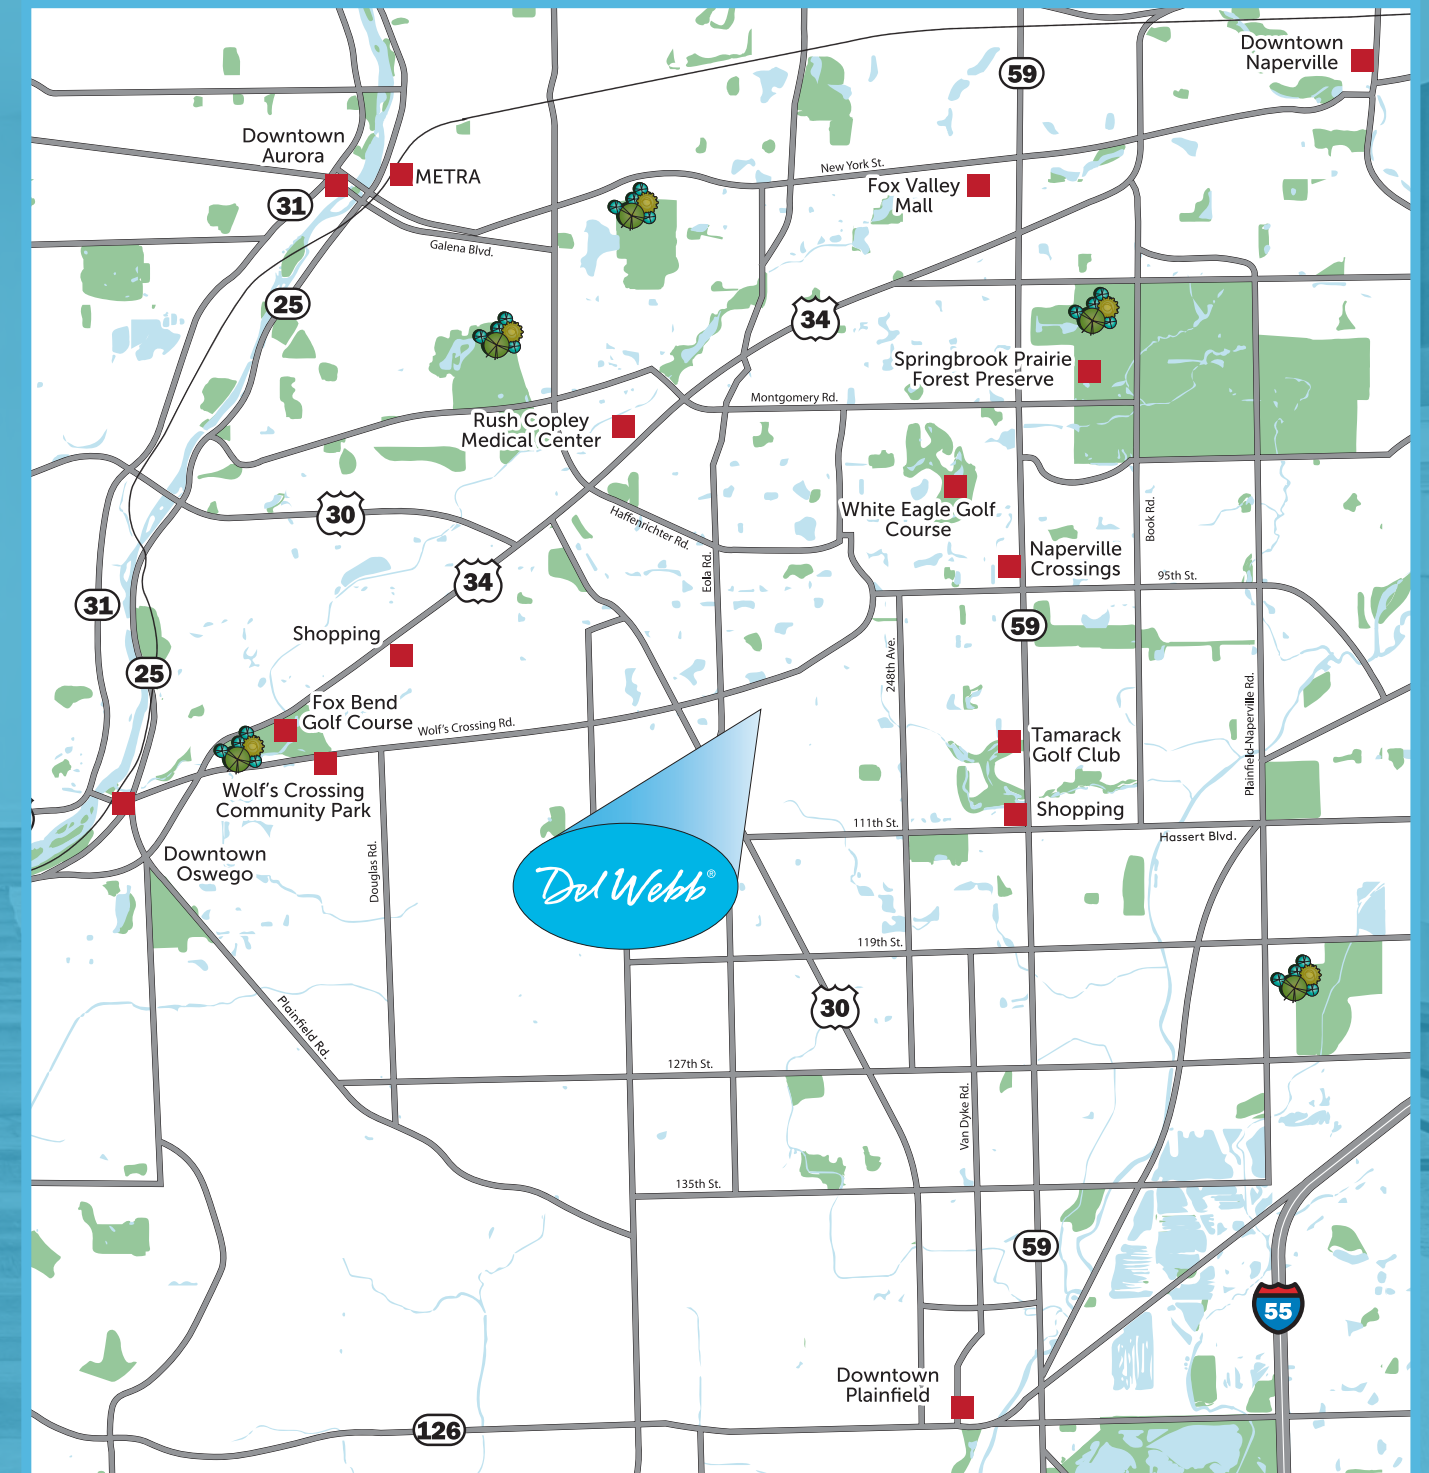 Downtown
Naperville
59
Downtown
Aurora
METRA
New York St.
Fox Valley
Mall
31
Galena Blvd.
25
34
Springbrook Prairie
Forest Preserve
Montgomery Rd.
Rush Copley
Medical Center
30
White Eagle Golf
Course
Haffenrichter Rd.
Book Rd.
Eola Rd.
Naperville
Crossings
95th St.
34
31
59
Shopping
248th Ave.
25
Fox Bend
Golf Course
Wolf's Crossing Rd.
Plainfield-Naperville Rd.
Tamarack
Golf Club
Wolf's Crossing
Community Park
Shopping
111th St.
Hassert Blvd.
Downtown
Oswego
Douglas Rd.
Del Webb®
119th St.
30
Plainfield Rd.
127th St.
Van Dyke Rd.
135th St.
59
55
Downtown
Plainfield
126